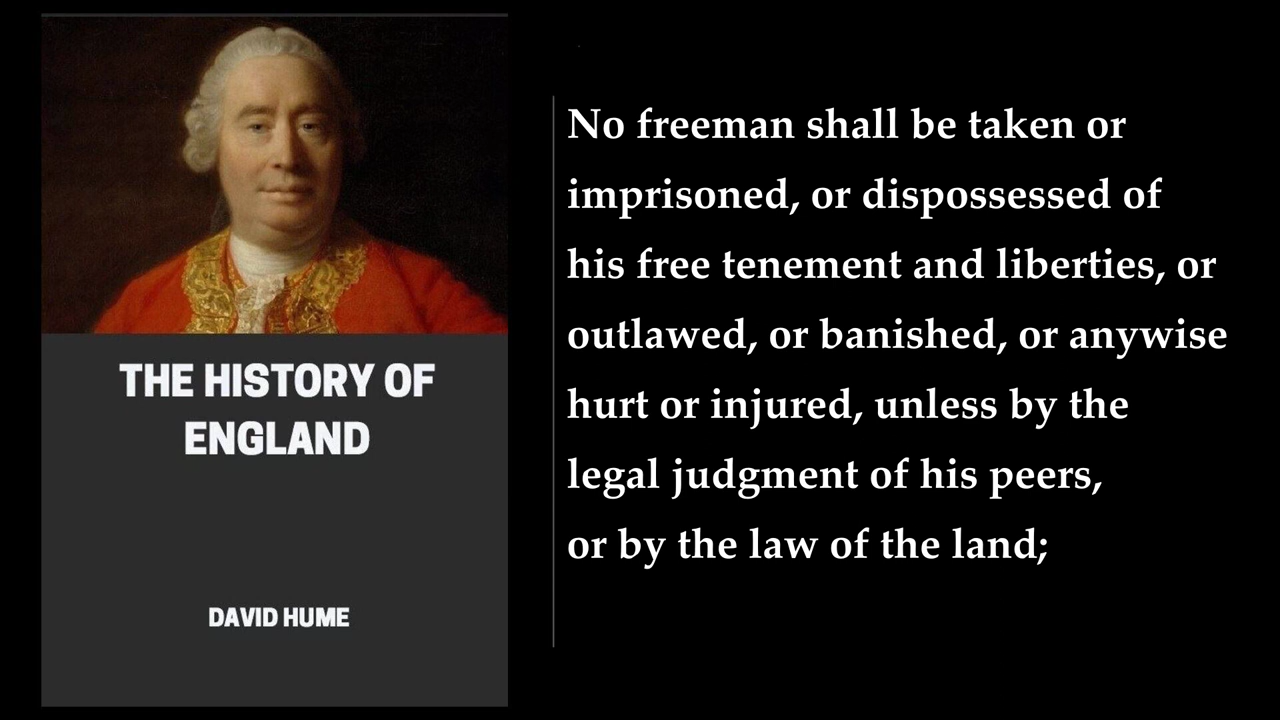 THE HISTORY OF
ENGLAND
DAVID HUME
No freeman shall be taken or
imprisoned, or dispossessed of
his free tenement and liberties, or
outlawed, or banished, or anywise
hurt or injured, unless by the
legal judgment of his peers,
or by the law of the land;